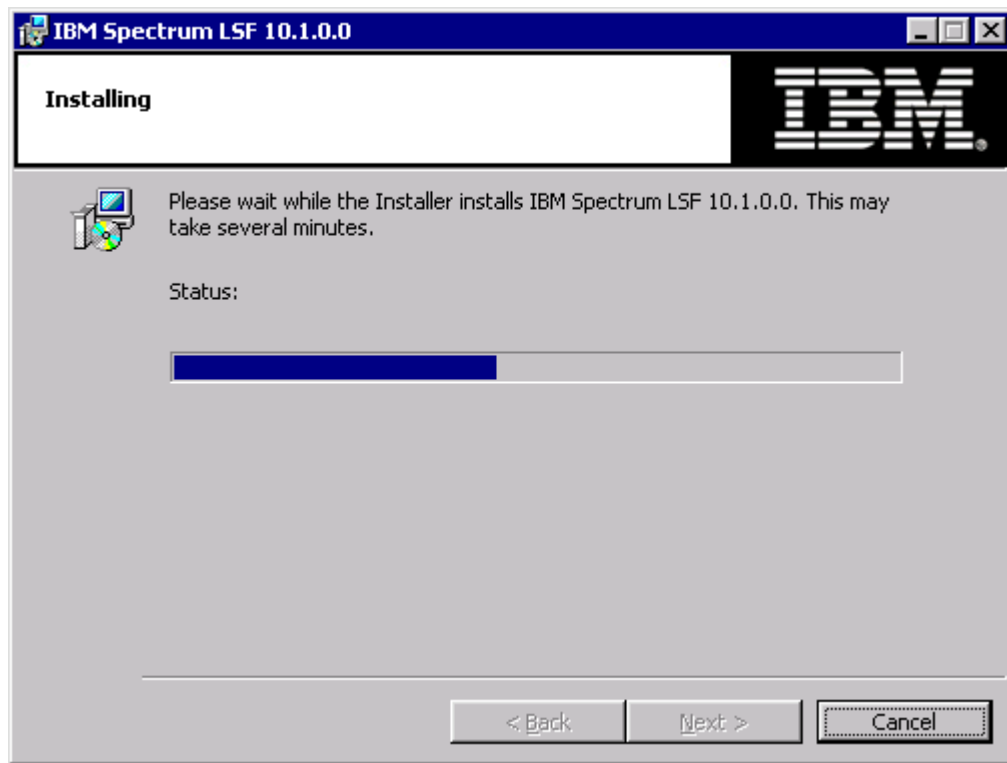 IBM Spectrum LSF 10.1.0.0
Installing
IBM
Please wait while the Installer installs IBM Spectrum LSF 10.1.0.0. This may
take several minutes.
Status:
< Back
Next >
Cancel